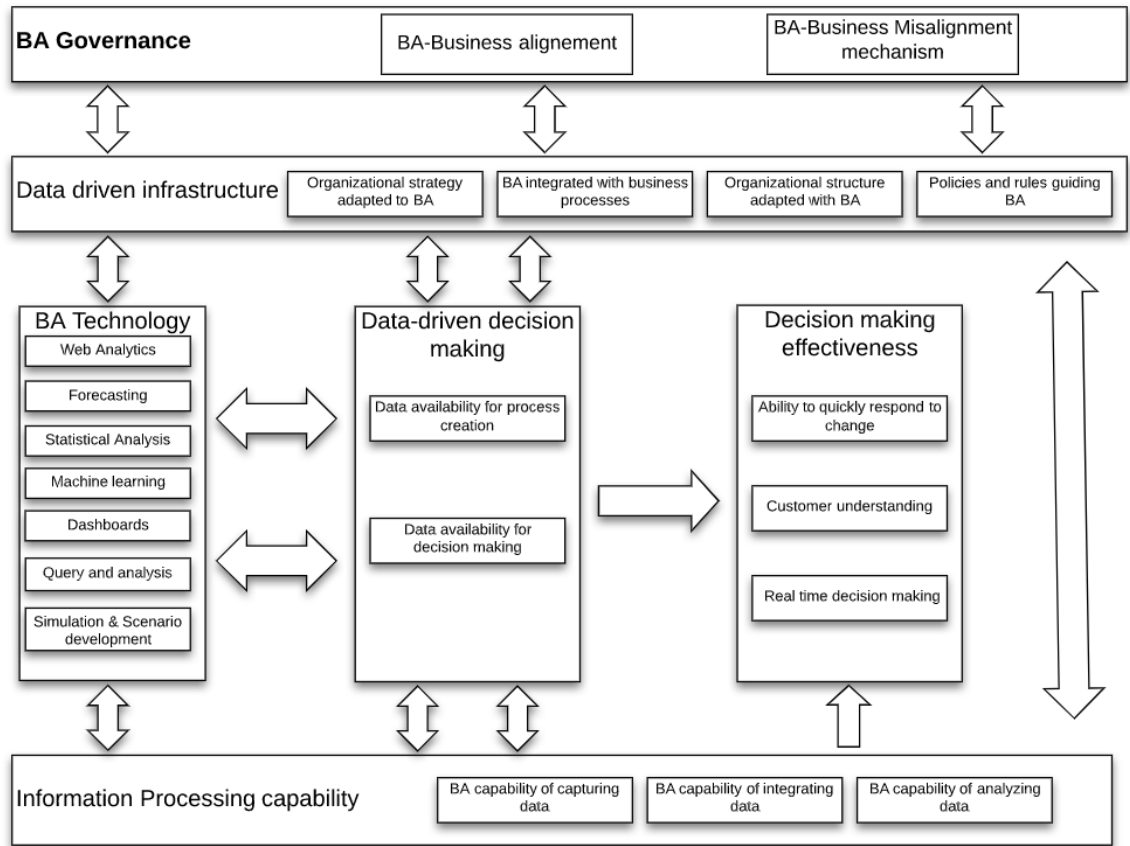 BA Governance
BA-Business alignement
BA-Business Misalignment
mechanism
Data driven infrastructure
Organizational strategy
adapted to BA
BA integrated with business
processes
Organizational structure
adapted with BA
Policies and rules guiding
BA
BA Technology
Web Analytics
Forecasting
Statistical Analysis
Machine learning
Dashboards
Query and analysis
Simulation & Scenario
development
Data-driven decision
making
Data availability for process
creation
Data availability for
decision making
Decision making
effectiveness
Ability to quickly respond to
change
Customer understanding
Real time decision making
Information Processing capability
BA capability of capturing
data
BA capability of integrating
data
BA capability of analyzing
data